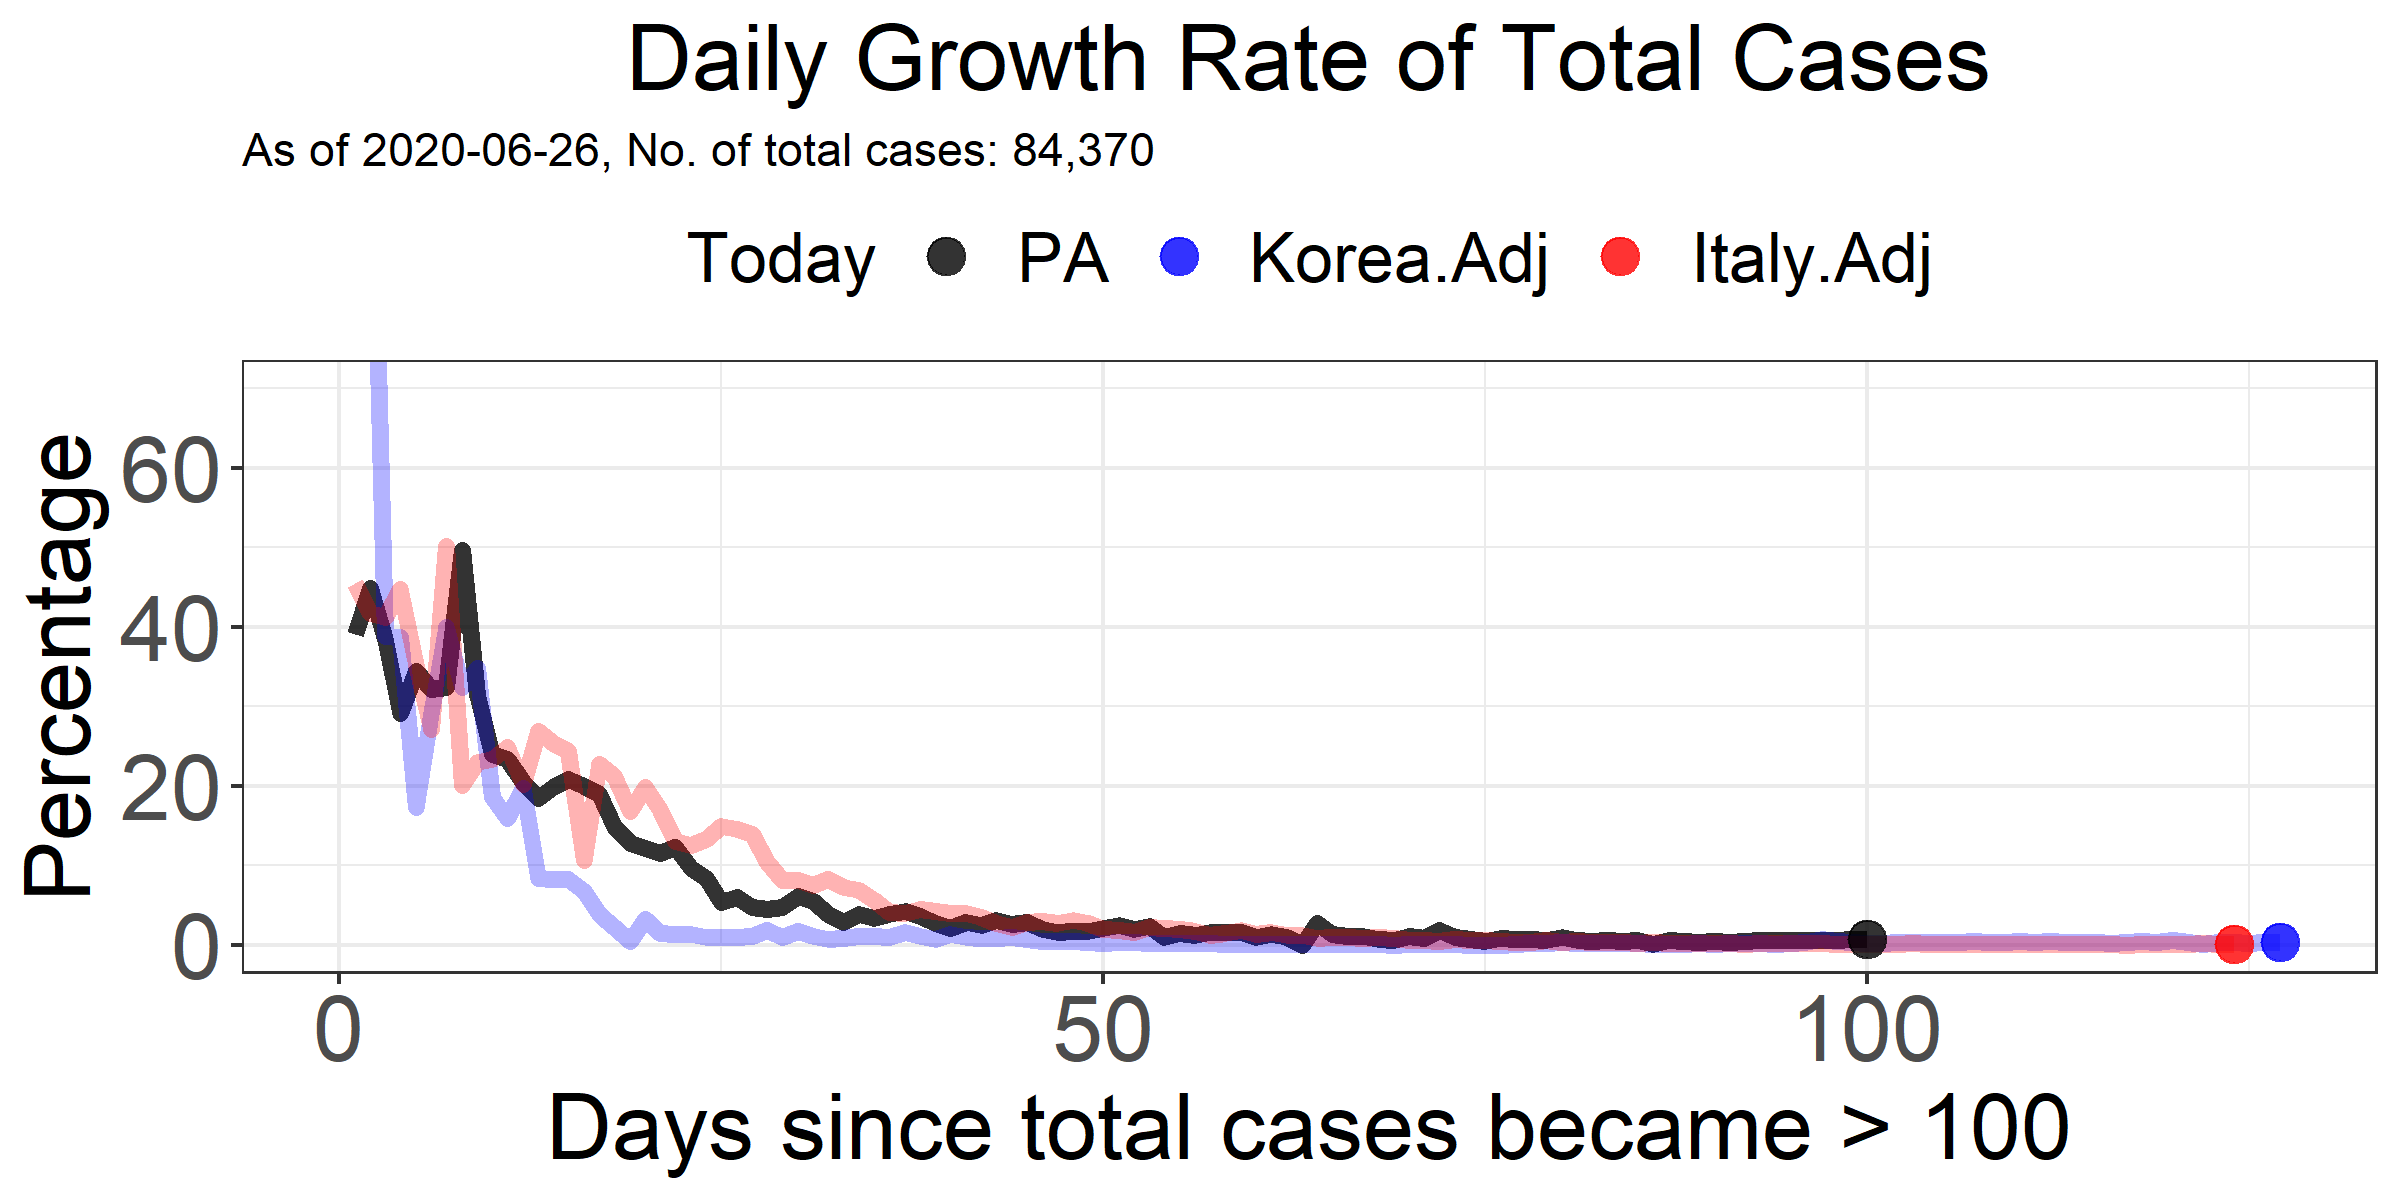 Daily Growth Rate of Total Cases
As of 2020-06-26, No. of total cases: 84,370
Today PA Korea.Adj Italy.Adj
Percentage
60
40
20
0
0 50 100
Days since total cases became > 100